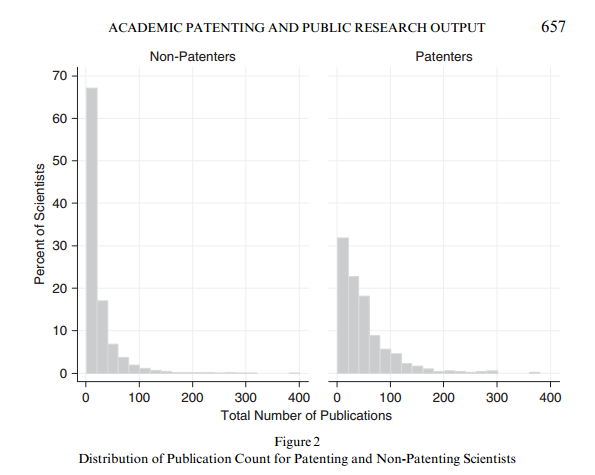 ACADEMIC PATENTING AND PUBLIC RESEARCH OUTPUT 657
Non-Patenters Patenters
70
60
50
40
30
20
10
0
Percent of Scientists
0 100 200 300 400 0 100 200 300 400
Total Number of Publications
Figure 2
Distribution of Publication Count for Patenting and Non-Patenting Scientists